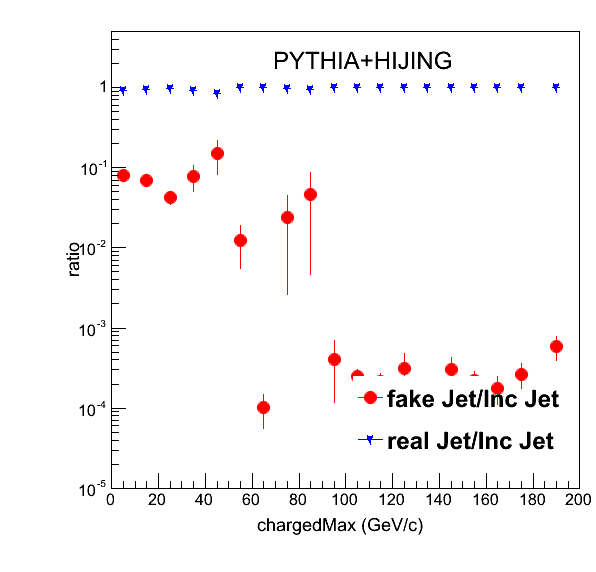 PYTHIA+HIJING
1
10-1
10-2
10-3
10-4
10-5
ratio
fake Jet/Inc Jet
real Jet/Inc Jet
0 20 40 60 80 100 120 140 160 180 200
chargedMax (GeV/c)